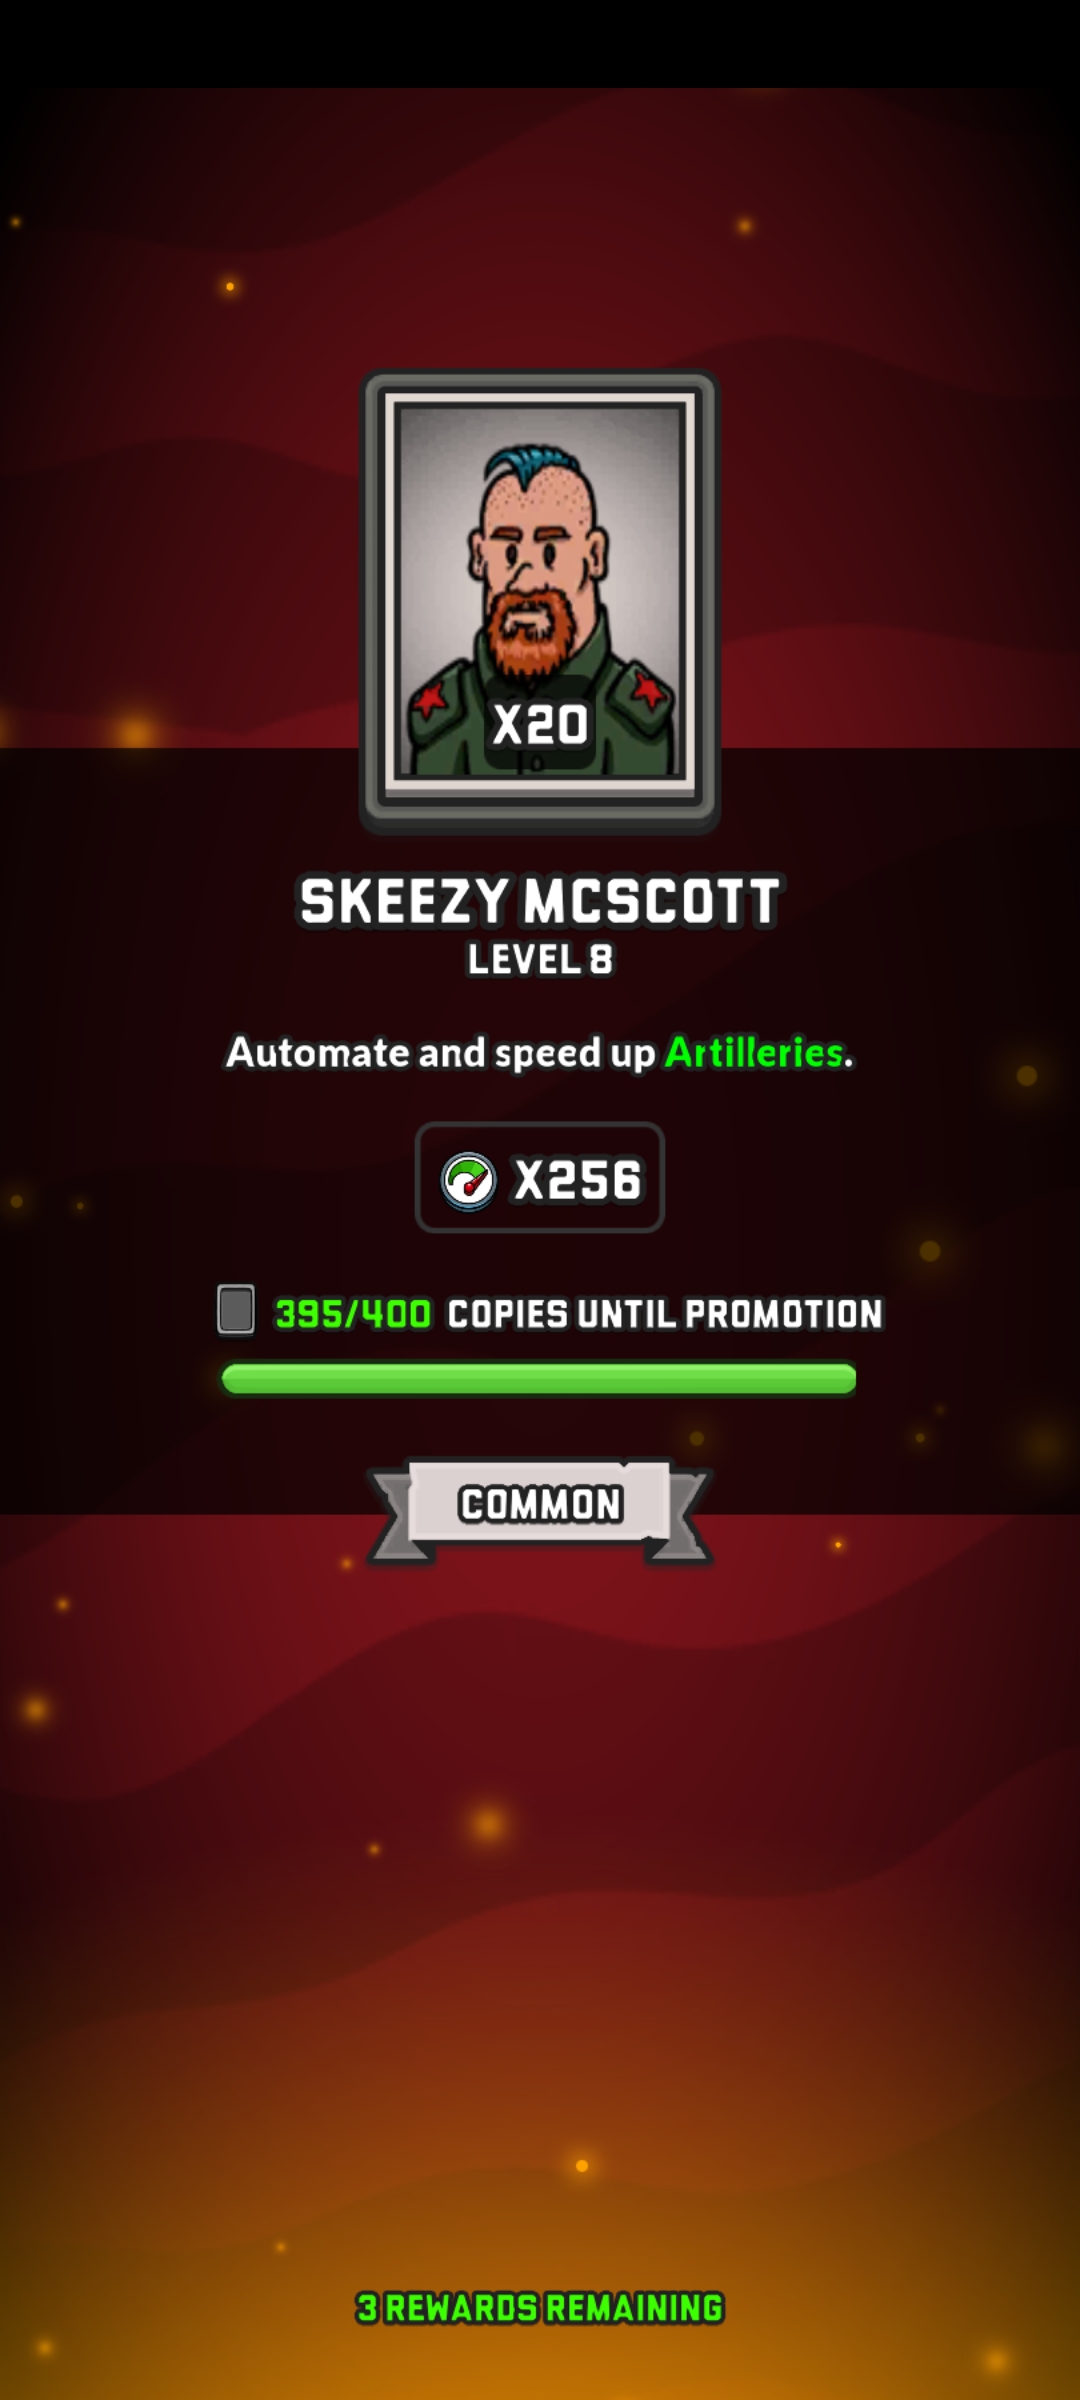 X20
SKEEZY MCSCOTT
LEVEL 8
Automate and speed up Artilleries.
X256
395/400 COPIES UNTIL PROMOTION
COMMON
3 REWARDS REMAINING